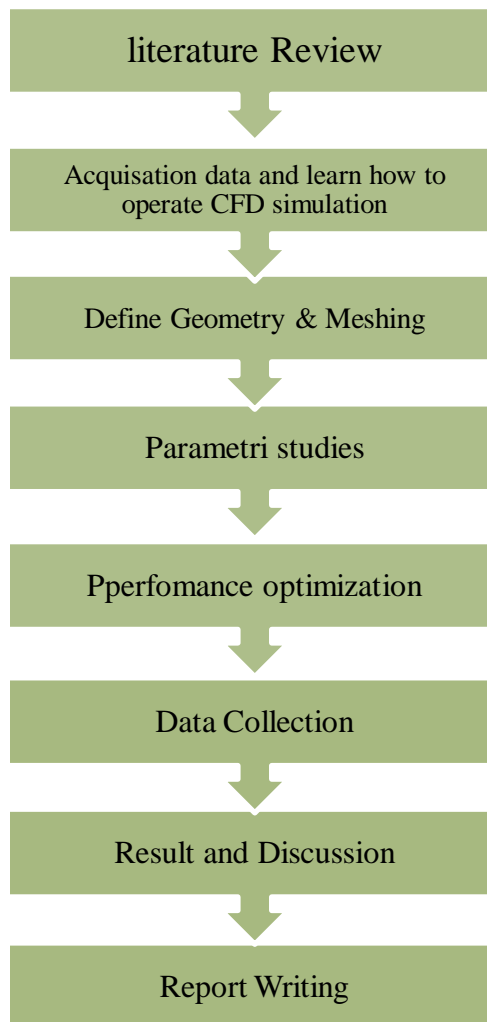 literature Review
Acquisation data and learn how to
operate CFD simulation
Define Geometry & Meshing
Parametri studies
Pperfomance optimization
Data Collection
Result and Discussion
Report Writing